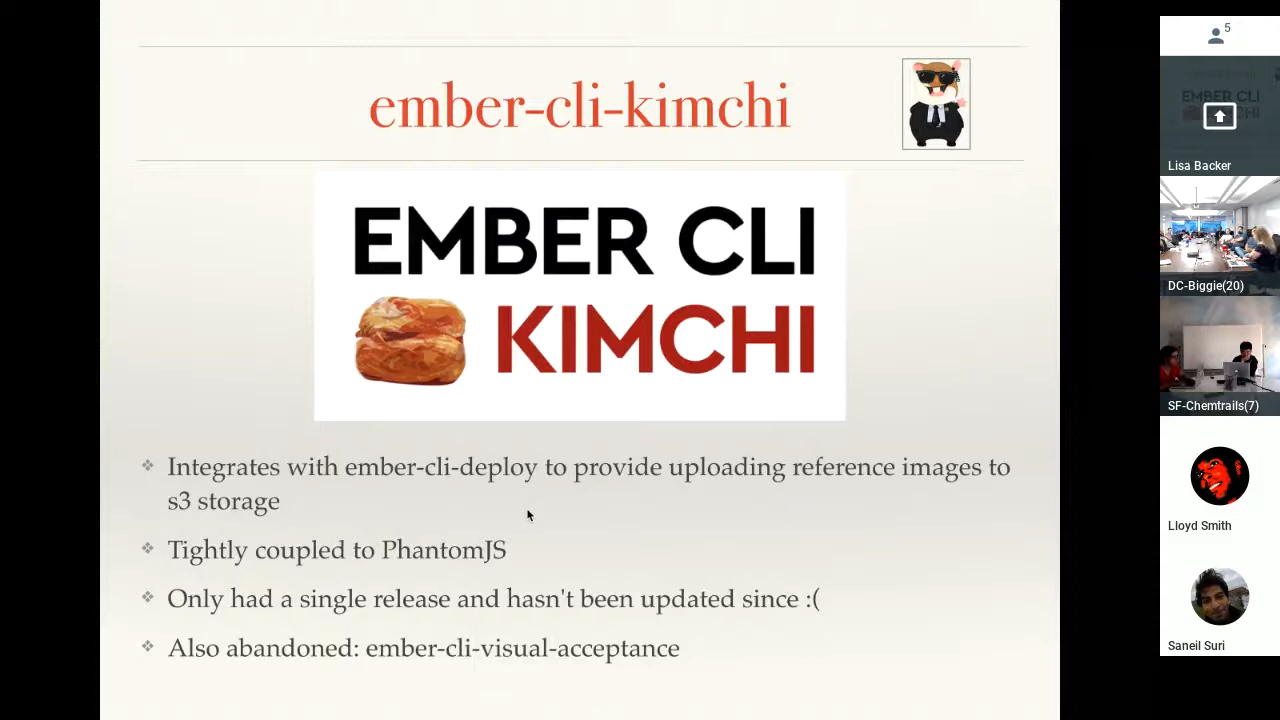 5
ember-cli-kimchi
EMBER CLI
KIMCHI
Integrates with ember-cli-deploy to provide uploading reference images to
s3 storage
Tightly coupled to PhantomJS
Only had a single release and hasn't been updated since :(
Also abandoned: ember-cli-visual-acceptance
EMBER CLI
Lisa Backer
DC-Biggie(20)
SF-Chemtrails(7)
Lloyd Smith
Saneil Suri